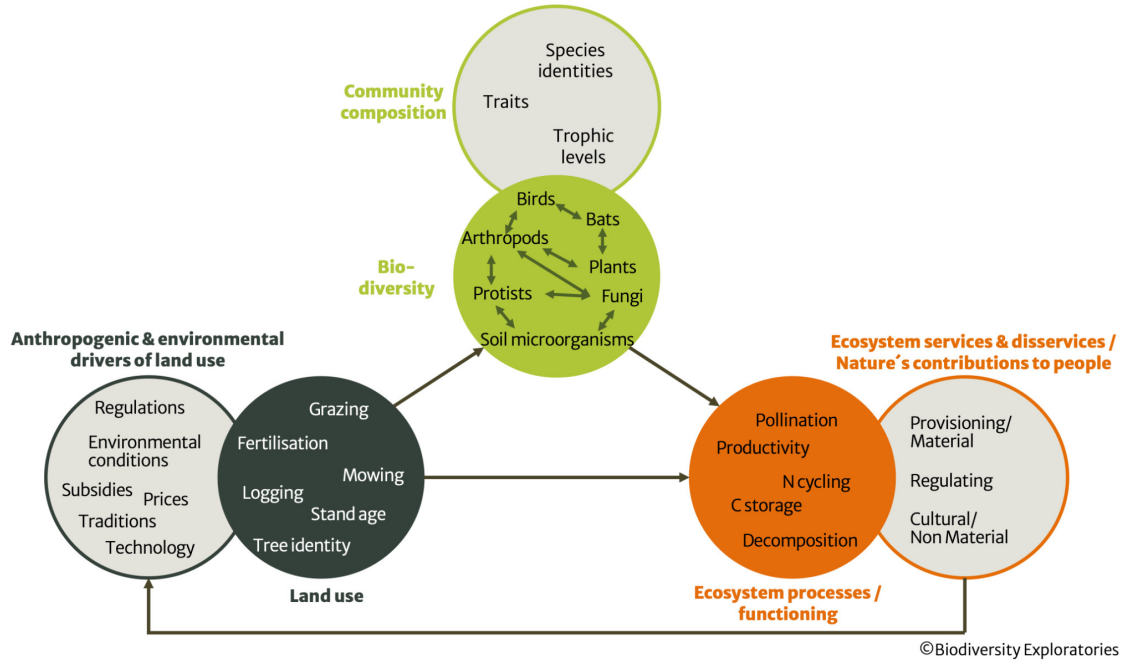 Species
identities
Community
composition
Traits
Trophic
levels
Birds
Bats
Arthropods
Bio-
diversity
Plants
Protists
Fungi
Soil microorganisms
Anthropogenic & environmental
drivers of land use
Regulations
Environmental
conditions
Subsidies
Prices
Traditions
Technology
Grazing
Fertilisation
Mowing
Logging
Stand age
Tree identity
Land use
Ecosystem services & disservices /
Nature´s contributions to people
Pollination
Productivity
N cycling
C storage
Decomposition
Ecosystem processes /
functioning
Provisioning/
Material
Regulating
Cultural/
Non Material
©Biodiversity Exploratories